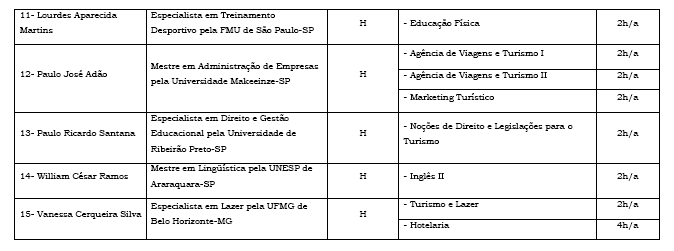 11- Lourdes Aparecida Martins
Especialista em Treinamento Desportivo pela FMU de São Paulo-SP
H
- Educação Física
2h/a
12- Paulo José Adão
Mestre em Administração de Empresas pela Universidade Makeeinze-SP
H
- Agência de Viagens e Turismo I
2h/a
- Agência de Viagens e Turismo II
2h/a
- Marketing Turístico
2h/a
13- Paulo Ricardo Santana
Especialista em Direito e Gestão Educacional pela Universidade de Ribeirão Preto-SP
H
- Noções de Direito e Legislações para o Turismo
2h/a
14- William César Ramos
Mestre em Lingüística pela UNESP de Araraquara-SP
H
- Inglês II
2h/a
15- Vanessa Cerqueira Silva
Especialista em Lazer pela UFMG de Belo Horizonte-MG
H
- Turismo e Lazer
2h/a
- Hotelaria
4h/a